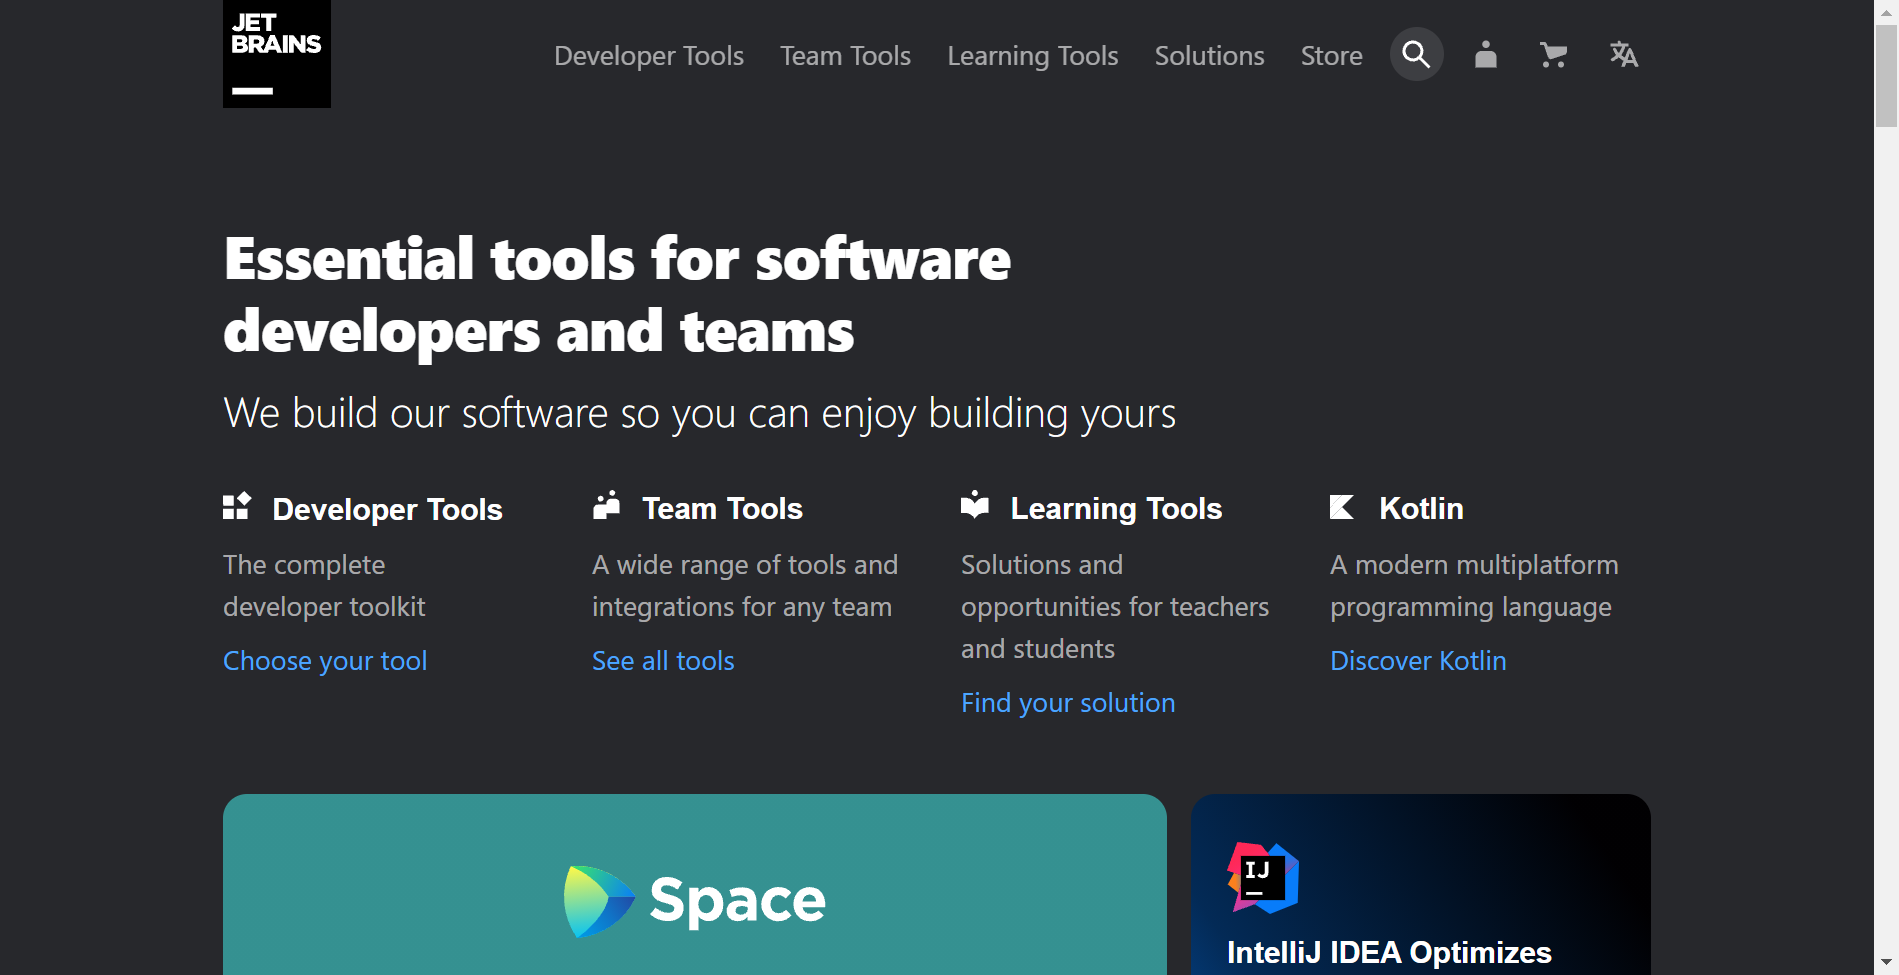 JET
BRAINS
Developer Tools
Team Tools
Learning Tools
Solutions
Store
Essential tools for software
developers and teams
We build our software so you can enjoy building yours
Developer Tools
The complete
developer toolkit
Choose your tool
Team Tools
A wide range of tools and
integrations for any team
See all tools
Learning Tools
Solutions and
opportunities for teachers
and students
Find your solution
Kotlin
A modern multiplatform
programming language
Discover Kotlin
Space
IJ
IntelliJ IDEA Optimizes